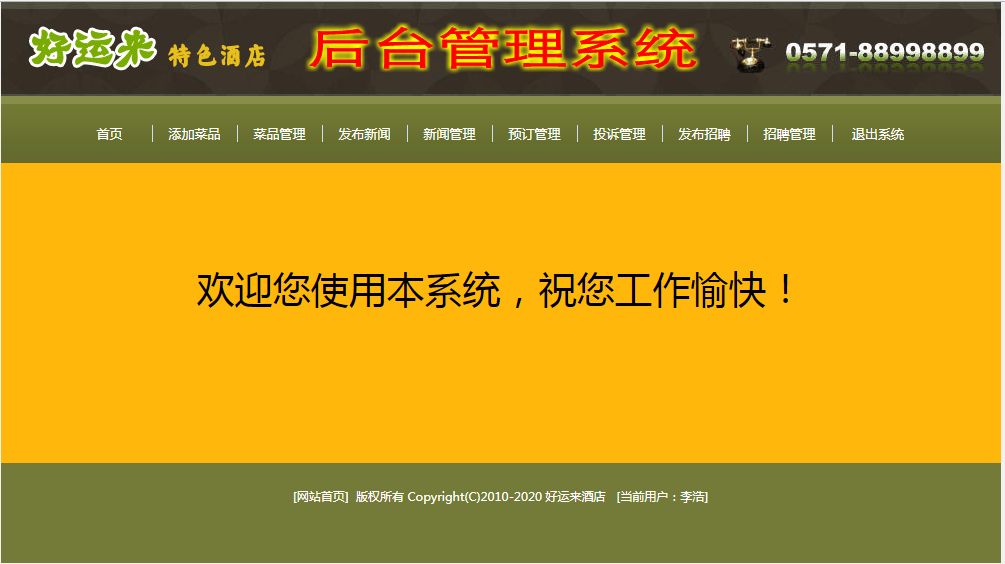 好运来 特色酒店 后台管理系统 0571-88998899
首页 添加菜品 菜品管理 发布新闻 新闻管理 预订管理 投诉管理 发布招聘 招聘管理 退出系统
欢迎您使用本系统，祝您工作愉快！
[网站首页] 版权所有 Copyright(C)2010-2020 好运来酒店 [当前用户：李浩]